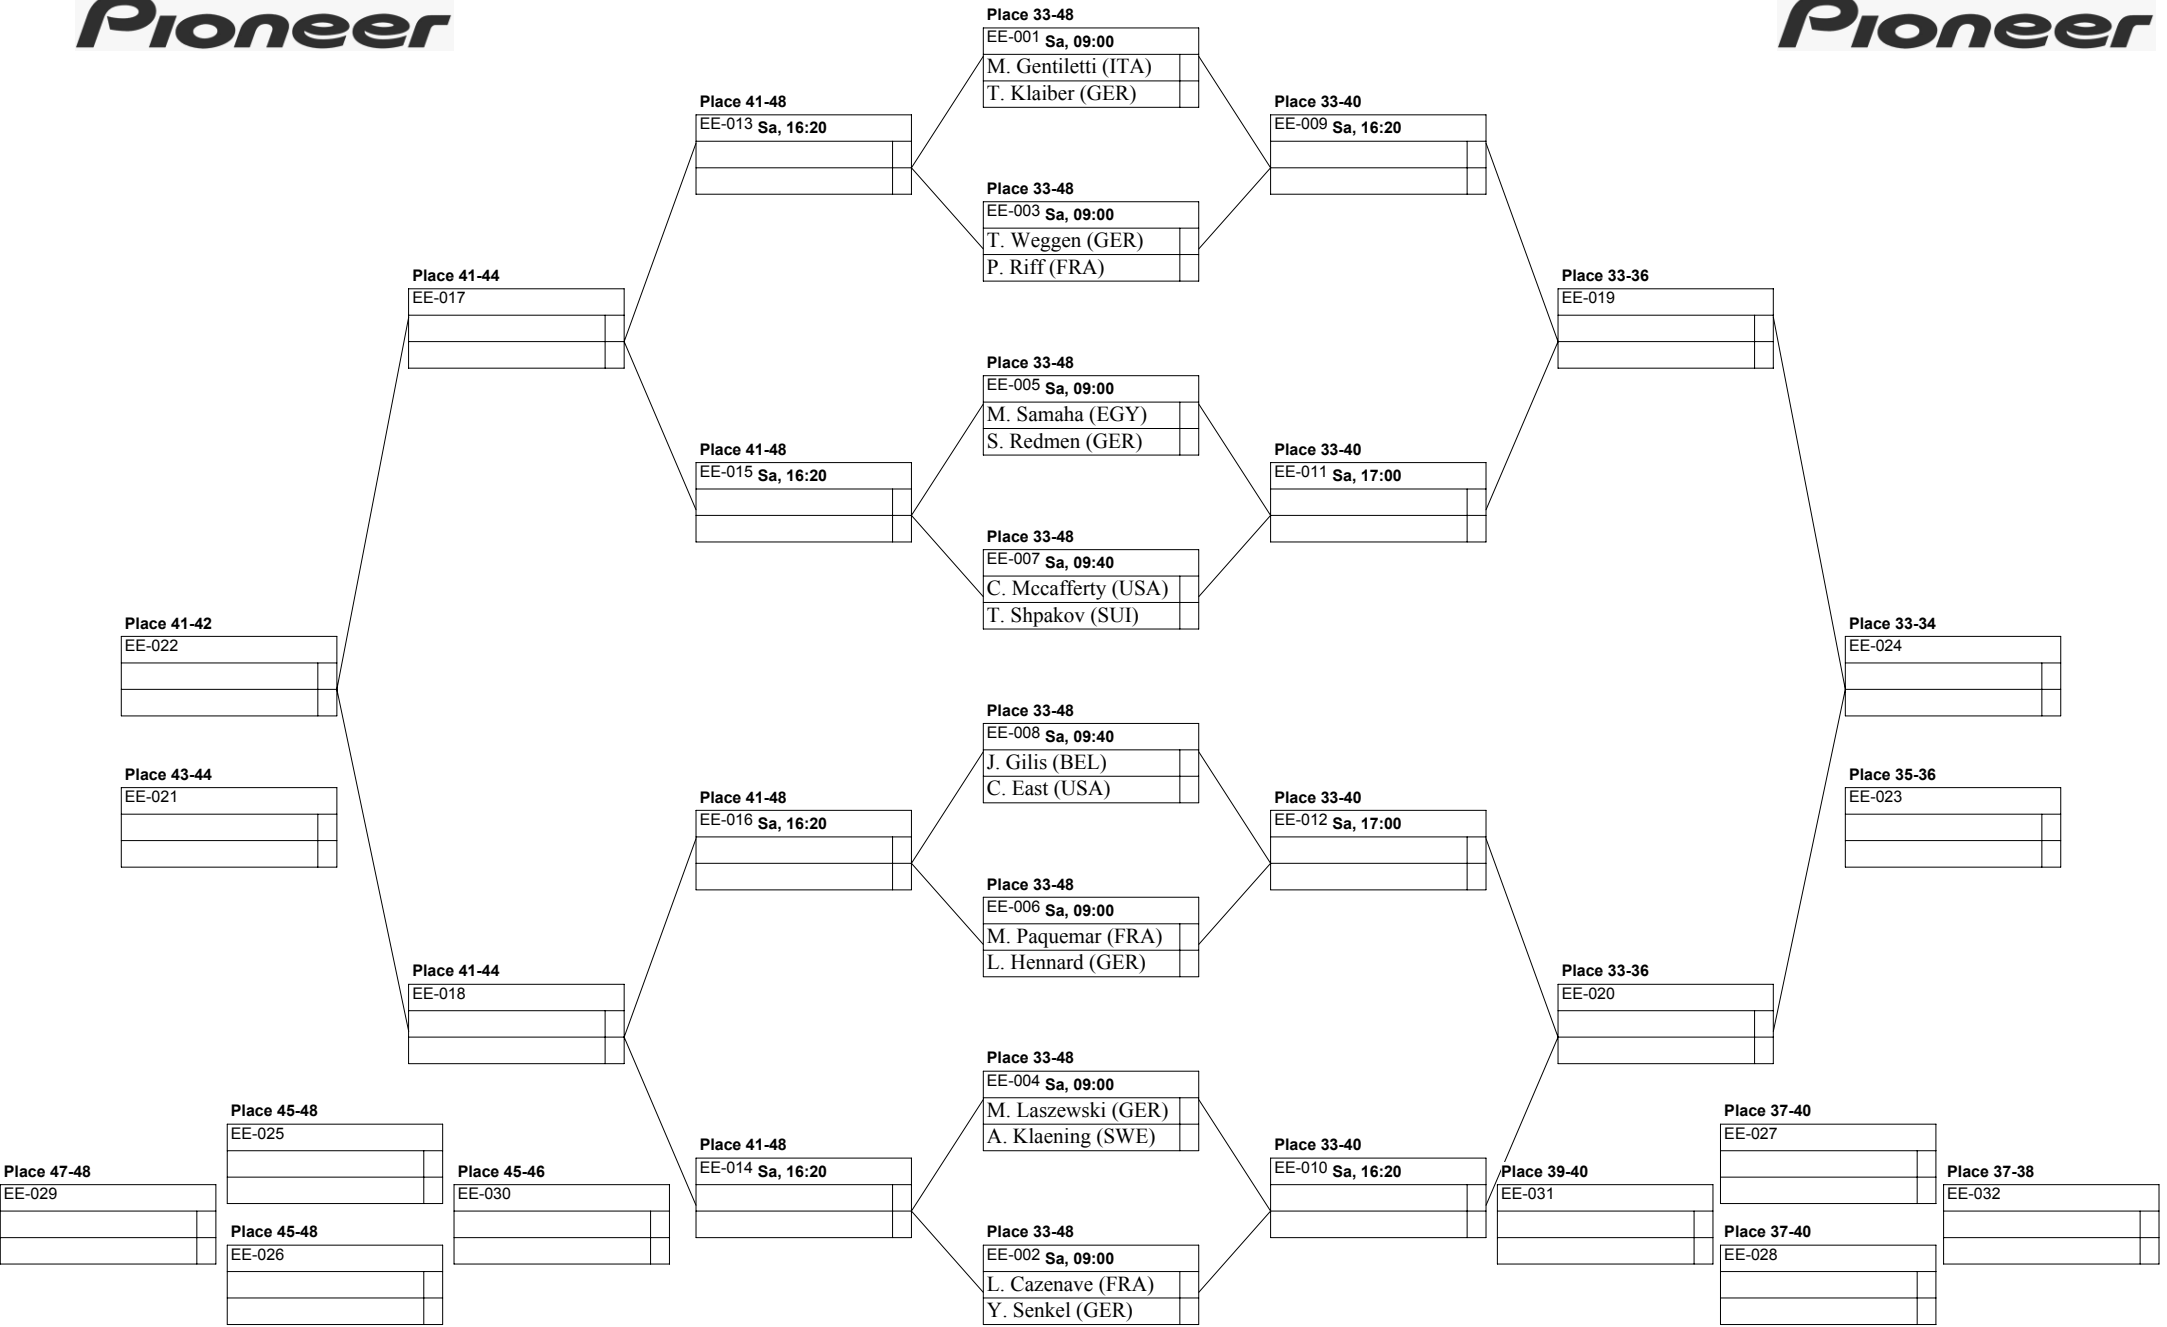 Pioneer
Pioneer
Place 33-48
EE-001 Sa, 09:00
M. Gentiletti (ITA)
T. Klaiber (GER)
Place 41-48
EE-013 Sa, 16:20
Place 33-40
EE-009 Sa, 16:20
Place 33-48
EE-003 Sa, 09:00
T. Weggen (GER)
P. Riff (FRA)
Place 41-44
EE-017
Place 33-36
EE-019
Place 33-48
EE-005 Sa, 09:00
M. Samaha (EGY)
S. Redmen (GER)
Place 41-48
EE-015 Sa, 16:20
Place 33-40
EE-011 Sa, 17:00
Place 33-48
EE-007 Sa, 09:40
C. Mccafferty (USA)
T. Shpakov (SUI)
Place 41-42
EE-022
Place 33-34
EE-024
Place 33-48
EE-008 Sa, 09:40
J. Gilis (BEL)
C. East (USA)
Place 43-44
EE-021
Place 41-48
EE-016 Sa, 16:20
Place 33-40
EE-012 Sa, 17:00
Place 35-36
EE-023
Place 33-48
EE-006 Sa, 09:00
M. Paquemar (FRA)
L. Hennard (GER)
Place 41-44
EE-018
Place 33-36
EE-020
Place 33-48
EE-004 Sa, 09:00
M. Laszewski (GER)
A. Klaening (SWE)
Place 45-48
EE-025
Place 37-40
EE-027
Place 41-48
EE-014 Sa, 16:20
Place 33-40
EE-010 Sa, 16:20
Place 47-48
EE-029
Place 45-46
EE-030
Place 39-40
EE-031
Place 37-38
EE-032
Place 45-48
EE-026
Place 33-48
EE-002 Sa, 09:00
L. Cazenave (FRA)
Y. Senkel (GER)
Place 37-40
EE-028